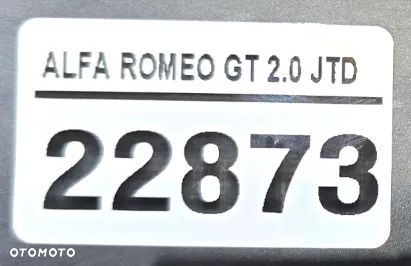 ALFA ROMEO GT 2.0 JTD
22873
OTOMOTO